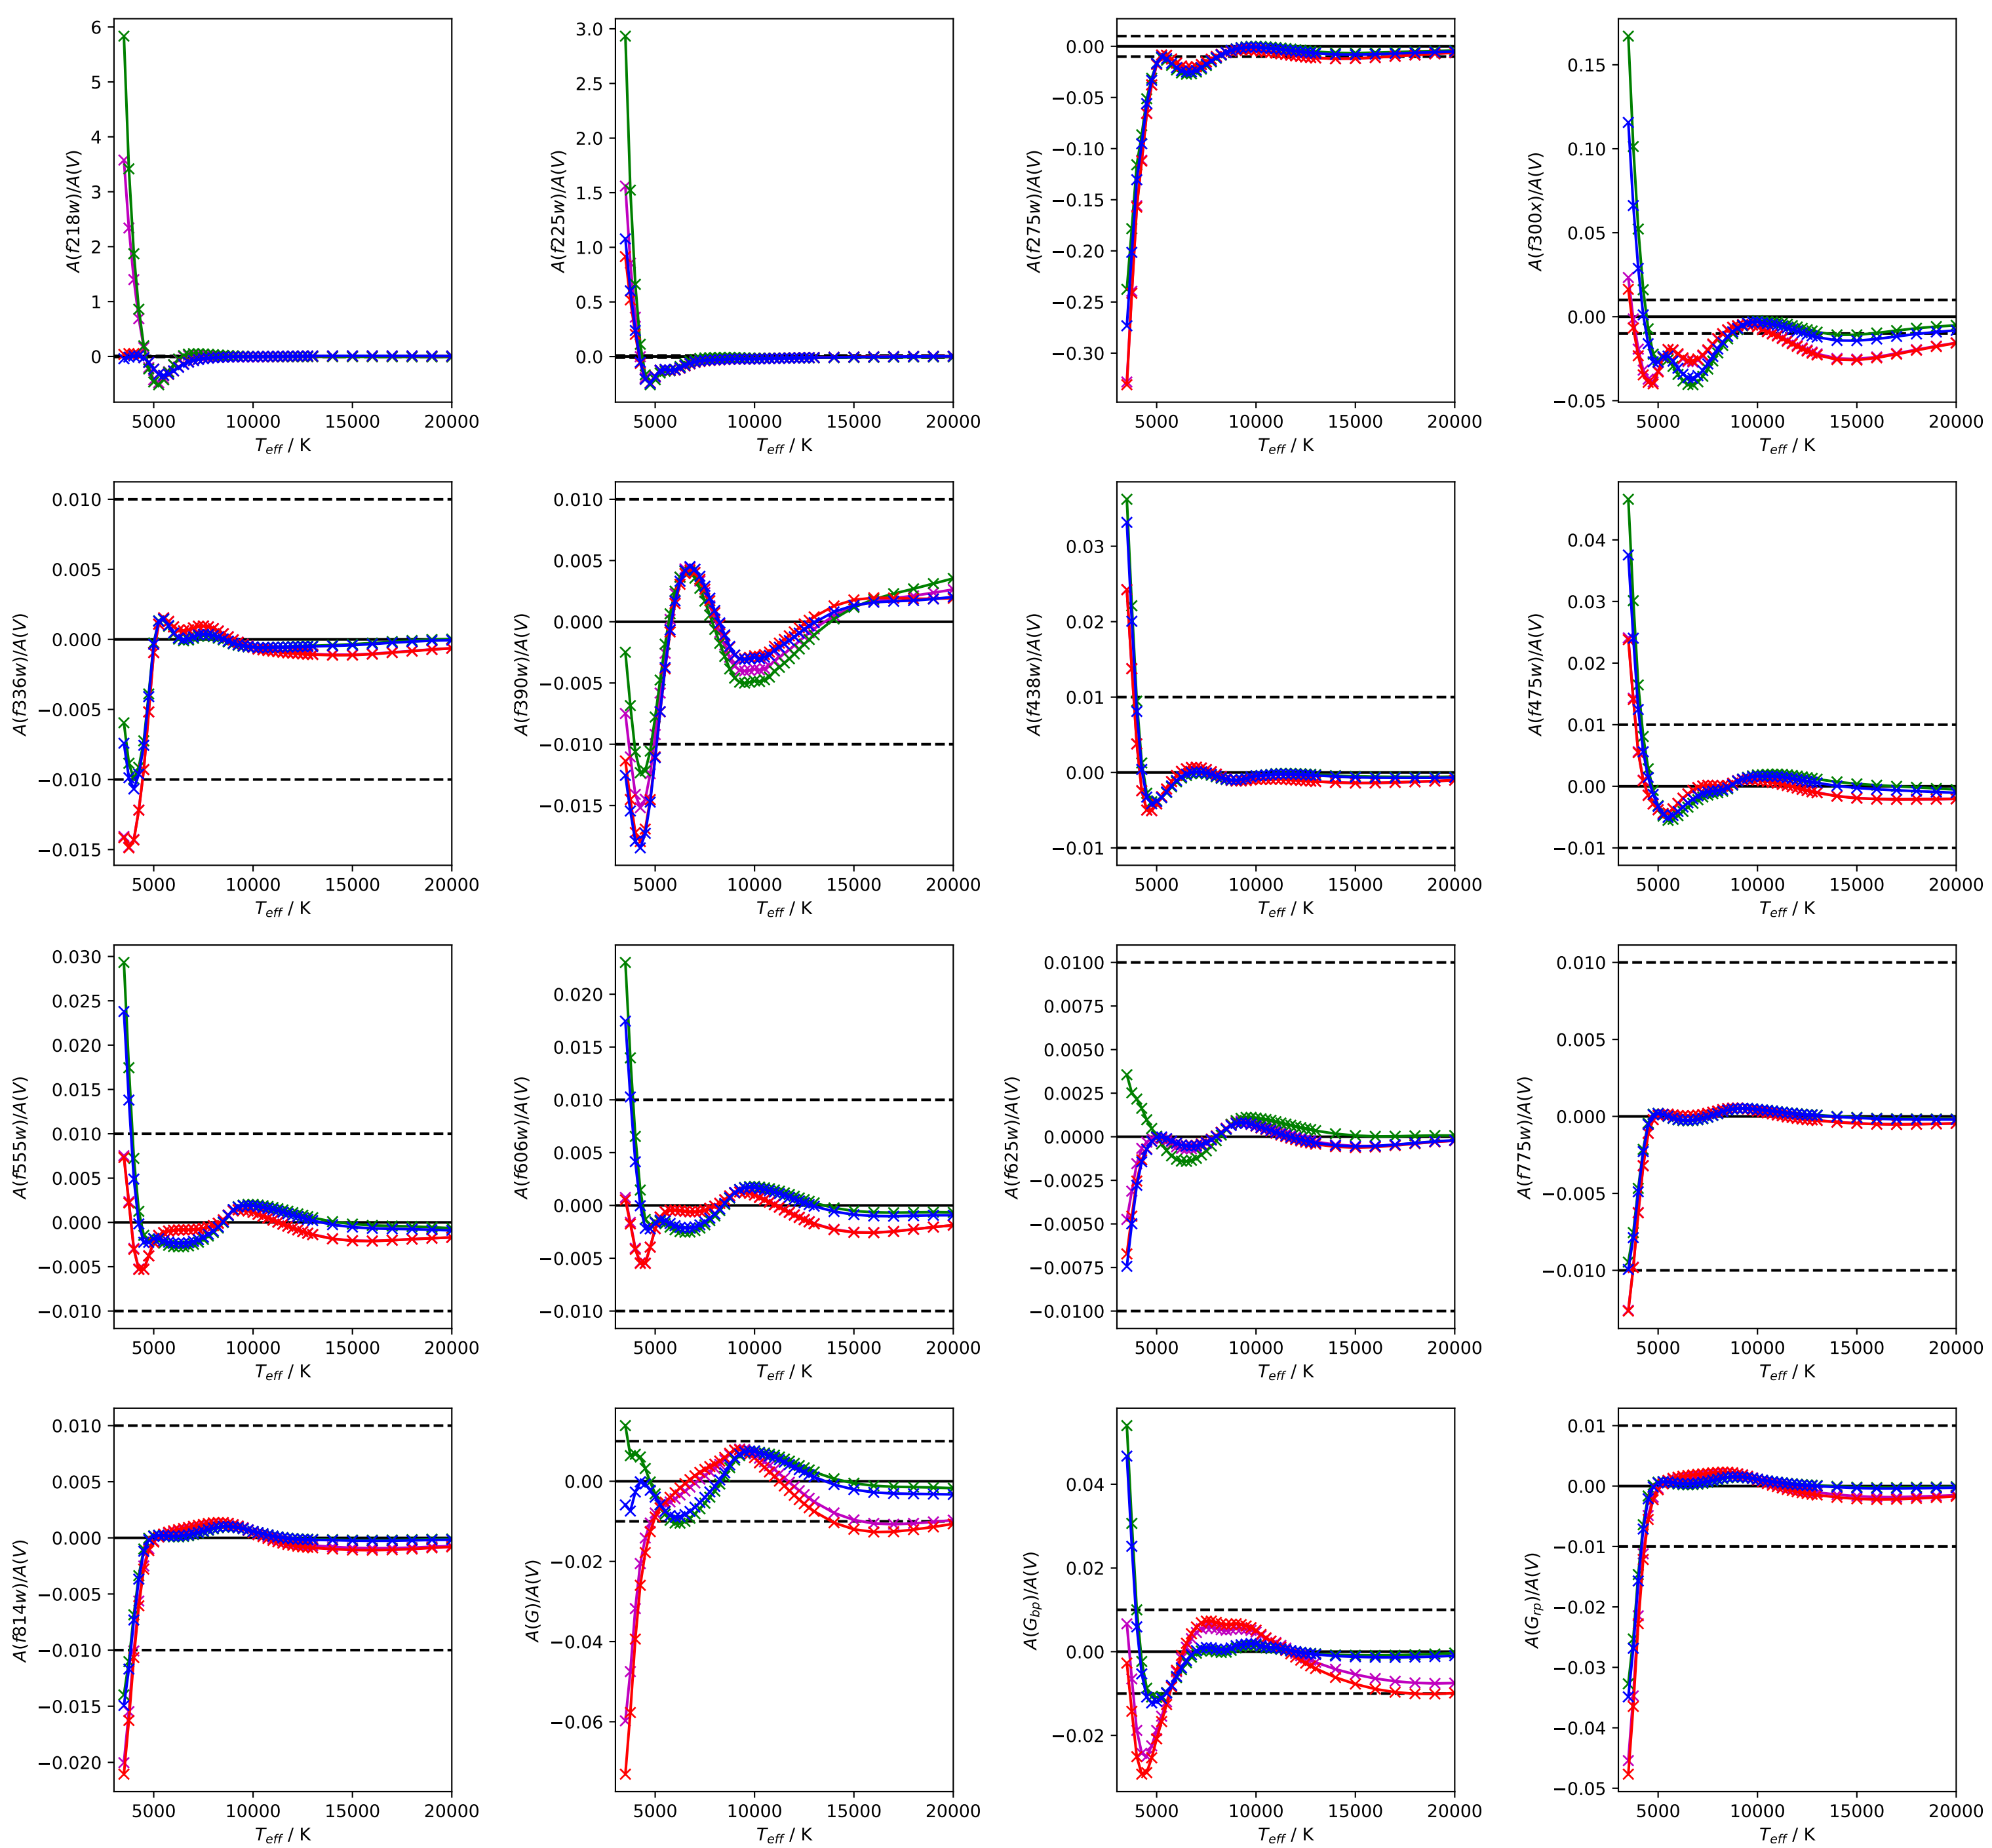 A(f218w)/A(V)
6
4
3
2
1
0
5000 10000 15000 20000
T_eff / K
A(f225w)/A(V)
3.0
2.5
2.0
1.5
1.0
0.5
0.0
5000 10000 15000 20000
T_eff / K
A(f275w)/A(V)
0.00
−0.05
−0.10
−0.15
−0.20
−0.25
−0.30
5000 10000 15000 20000
T_eff / K
A(f300x)/A(V)
0.15
0.10
0.05
0.00
−0.05
5000 10000 15000 20000
T_eff / K
A(f336w)/A(V)
0.010
0.005
0.000
−0.005
−0.010
−0.015
5000 10000 15000 20000
T_eff / K
A(f390w)/A(V)
0.010
0.005
0.000
−0.005
−0.010
−0.015
5000 10000 15000 20000
T_eff / K
A(f438w)/A(V)
0.03
0.02
0.01
0.00
−0.01
5000 10000 15000 20000
T_eff / K
A(f475w)/A(V)
0.04
0.03
0.02
0.01
0.00
−0.01
5000 10000 15000 20000
T_eff / K
A(f555w)/A(V)
0.030
0.025
0.020
0.015
0.010
0.005
0.000
−0.005
−0.010
5000 10000 15000 20000
T_eff / K
A(f606w)/A(V)
0.020
0.015
0.010
0.005
0.000
−0.005
−0.010
5000 10000 15000 20000
T_eff / K
A(f625w)/A(V)
0.0100
0.0075
0.0050
0.0025
0.0000
−0.0025
−0.0050
−0.0075
−0.0100
5000 10000 15000 20000
T_eff / K
A(f775w)/A(V)
0.010
0.005
0.000
−0.005
−0.010
5000 10000 15000 20000
T_eff / K
A(f814w)/A(V)
0.010
0.005
0.000
−0.005
−0.010
−0.015
−0.020
5000 10000 15000 20000
T_eff / K
A(G)/A(V)
0.00
−0.02
−0.04
−0.06
5000 10000 15000 20000
T_eff / K
A(G_bp)/A(V)
0.04
0.02
0.00
−0.02
5000 10000 15000 20000
T_eff / K
A(G_rp)/A(V)
0.01
0.00
−0.01
−0.02
−0.03
−0.04
−0.05
5000 10000 15000 20000
T_eff / K